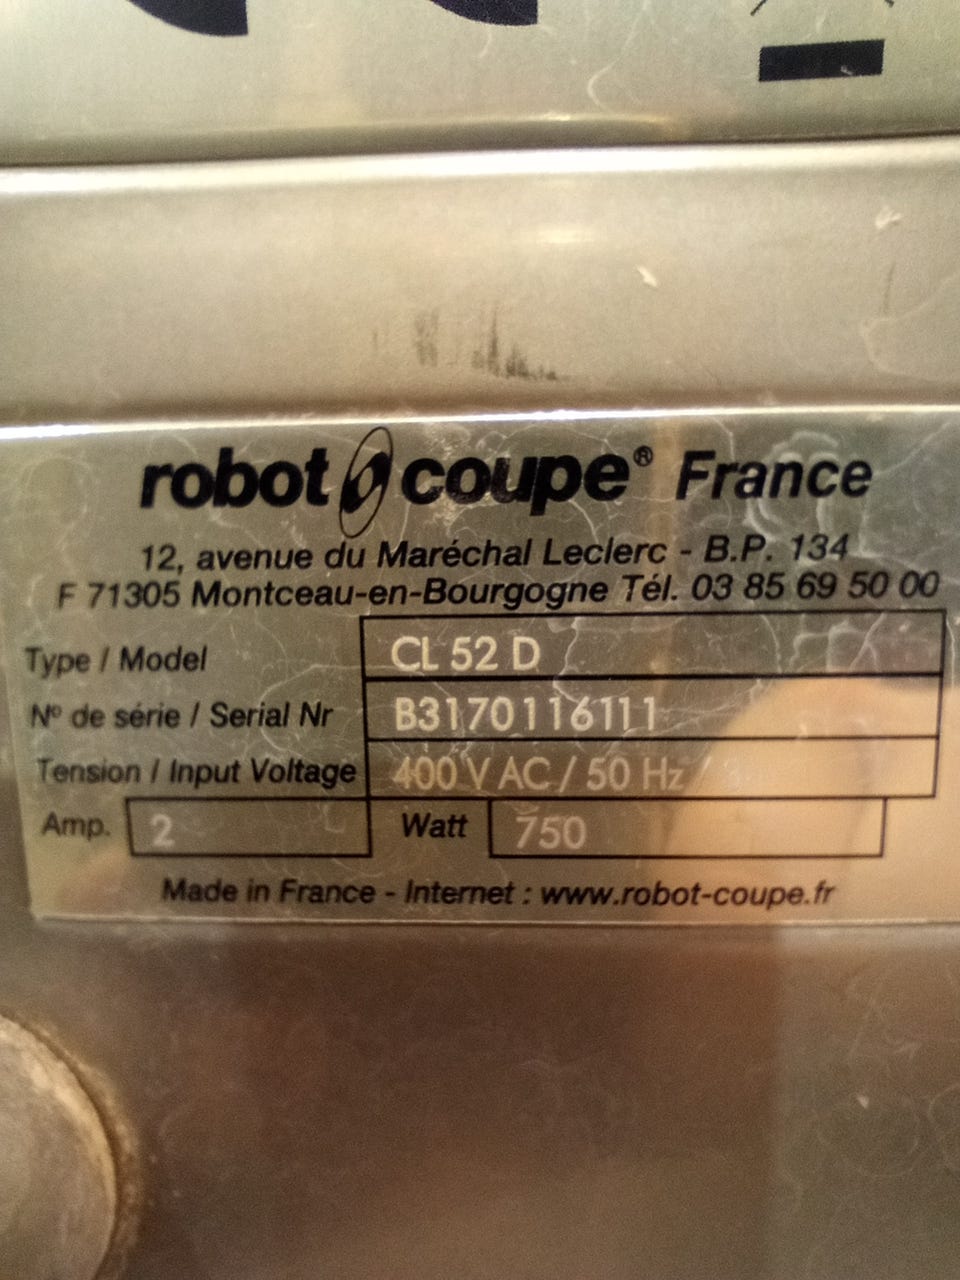 robot coupe® France
12, avenue du Maréchal Leclerc - B.P. 134
F 71305 Montceau-en-Bourgogne Tél. 03 85 69 50 00
Type / Model CL 52 D
Nº de série / Serial Nr B3170116111
Tension / Input Voltage 400 V AC / 50 Hz /
Amp. 2 Watt 750
Made in France - Internet : www.robot-coupe.fr